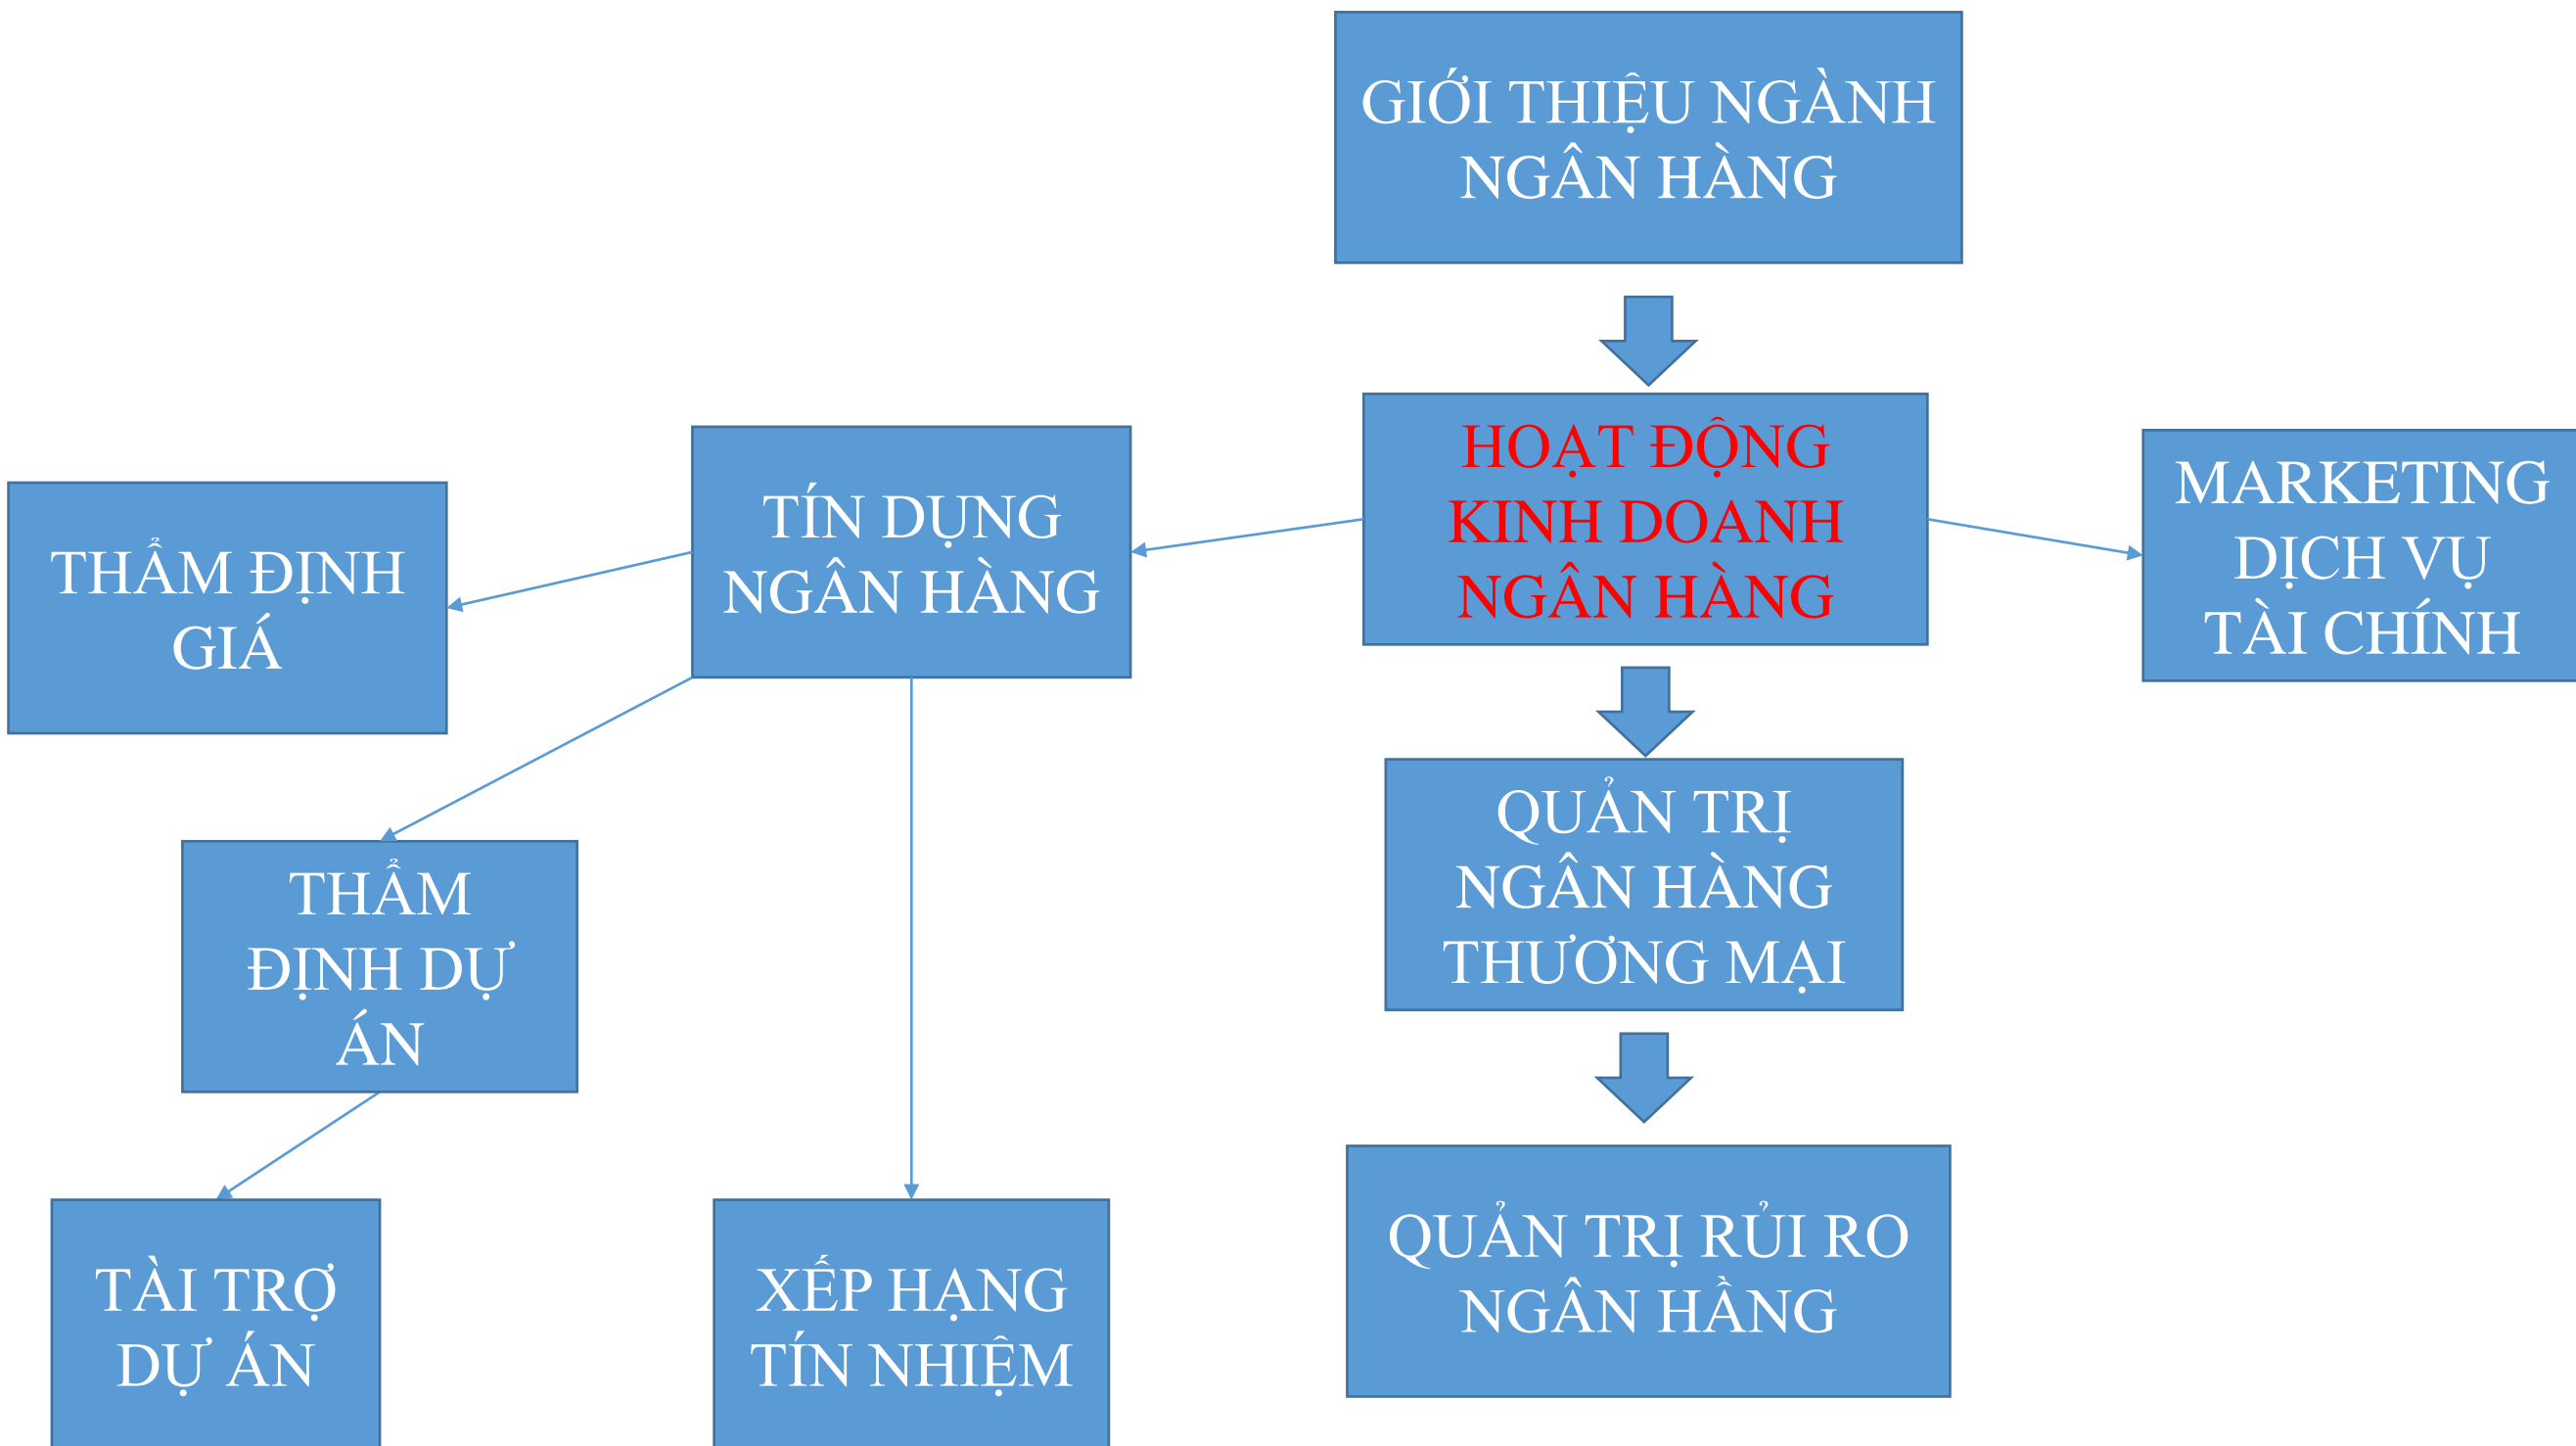 GIỚI THIỆU NGÀNH
NGÂN HÀNG
HOẠT ĐỘNG
KINH DOANH
NGÂN HÀNG
TÍN DỤNG
NGÂN HÀNG
MARKETING
DỊCH VỤ
TÀI CHÍNH
THẨM ĐỊNH
GIÁ
QUẢN TRỊ
NGÂN HÀNG
THƯƠNG MẠI
THẨM
ĐỊNH DỰ
ÁN
QUẢN TRỊ RỦI RO
NGÂN HẦNG
TÀI TRỢ
DỰ ÁN
XẾP HẠNG
TÍN NHIỆM